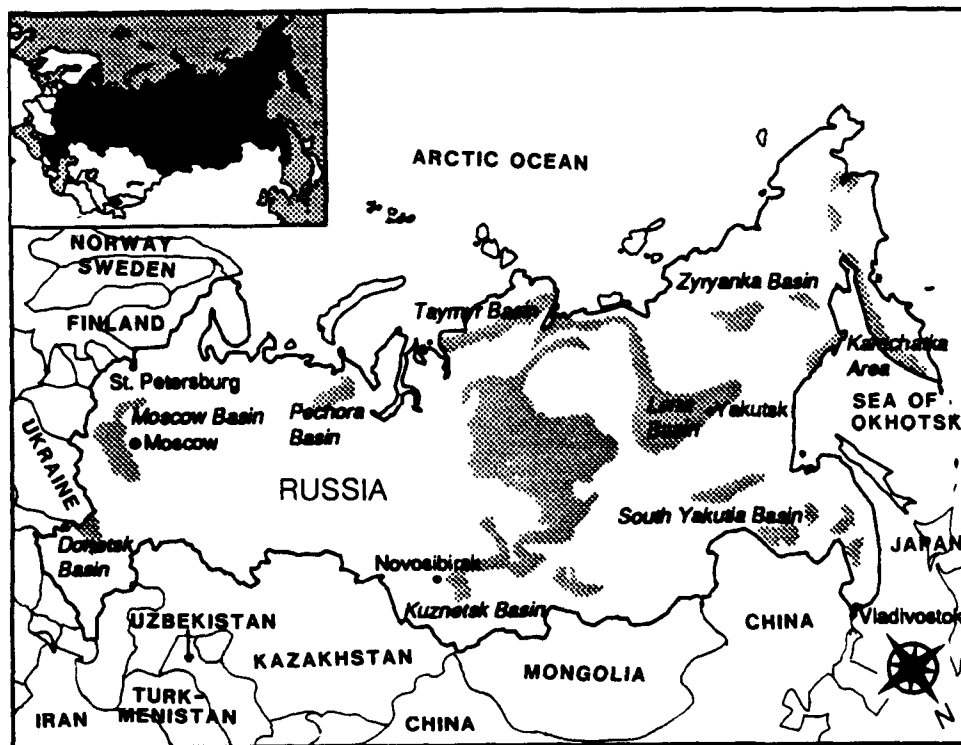 ARCTIC OCEAN
NORWAY
SWEDEN
FINLAND
Taymyr Basin
Zyryanka Basin
Kamchatka
Area
St. Petersburg
Moscow Basin
Moscow
Pechora
Basin
Lena
Basin
Yakutsk
SEA OF
OKHOTSK
UKRAINE
RUSSIA
South Yakutia Basin
Donetsk
Basin
JAPAN
Novosibirsk
Kuznetsk Basin
UZBEKISTAN
KAZAKHSTAN
MONGOLIA
CHINA
Vladivostok
TURK-
MENISTAN
IRAN
CHINA
N